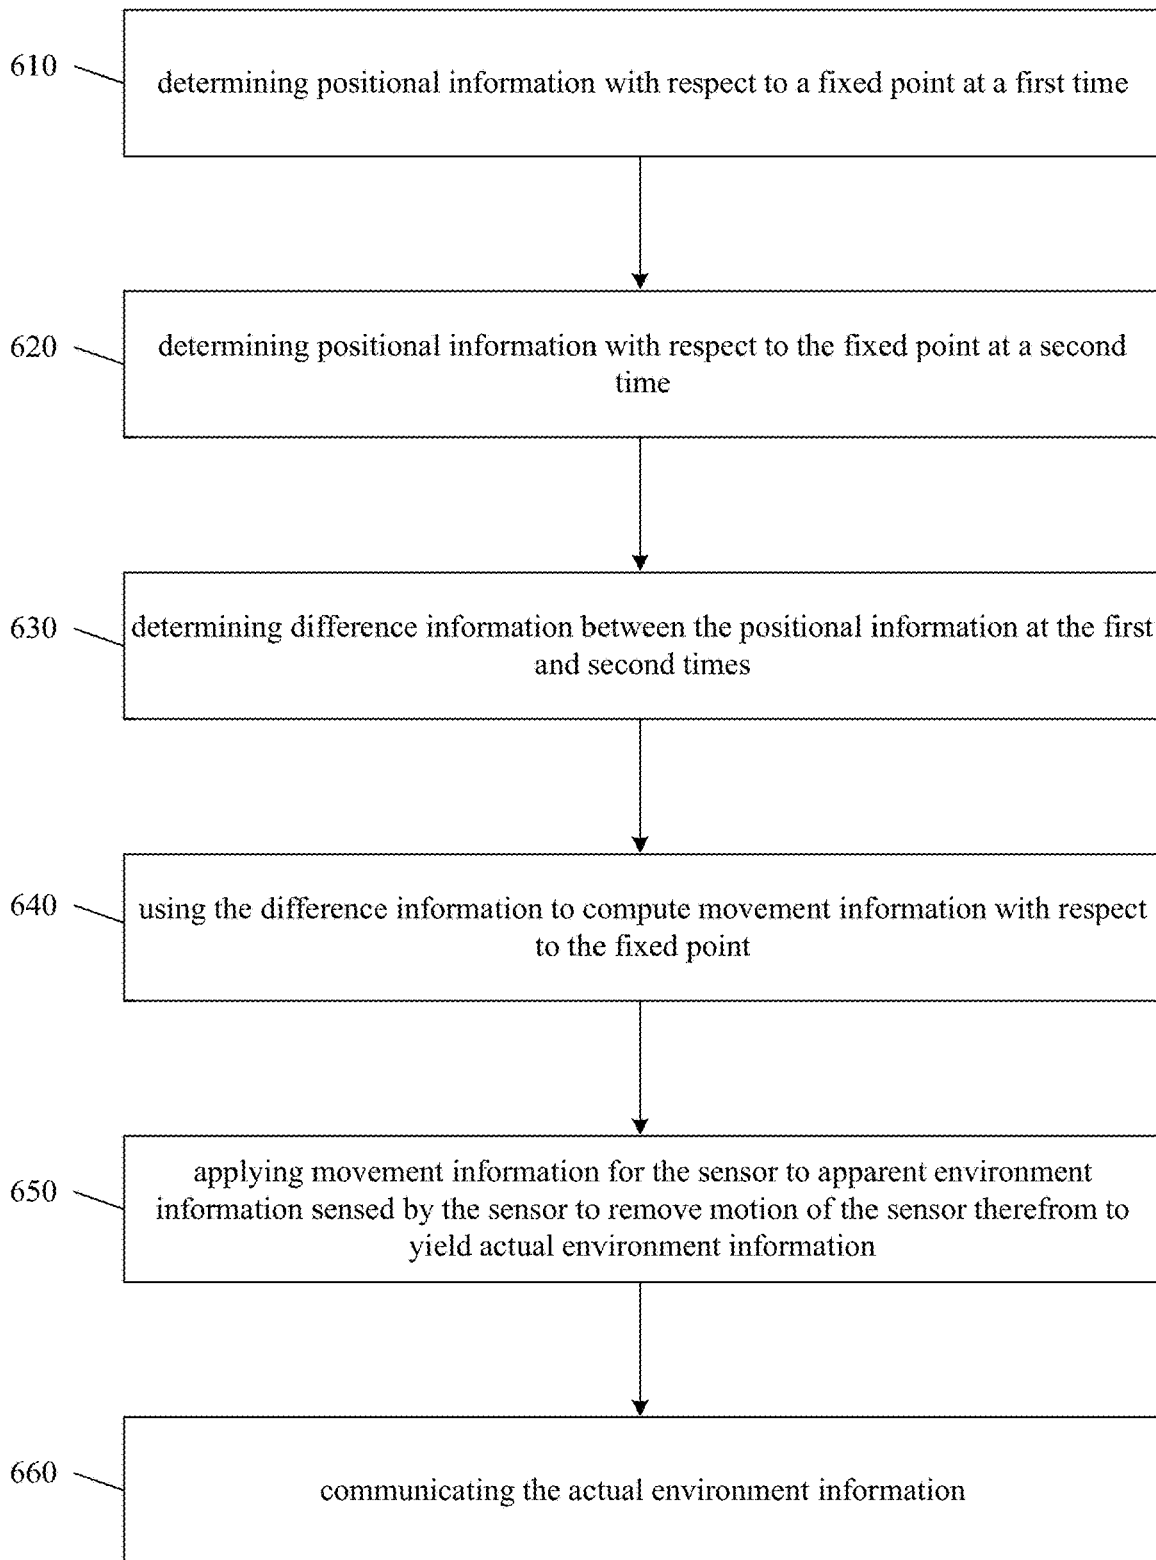 610
determining positional information with respect to a fixed point at a first time
620
determining positional information with respect to the fixed point at a second
time
630
determining difference information between the positional information at the first
and second times
640
using the difference information to compute movement information with respect
to the fixed point
650
applying movement information for the sensor to apparent environment
information sensed by the sensor to remove motion of the sensor therefrom to
yield actual environment information
660
communicating the actual environment information